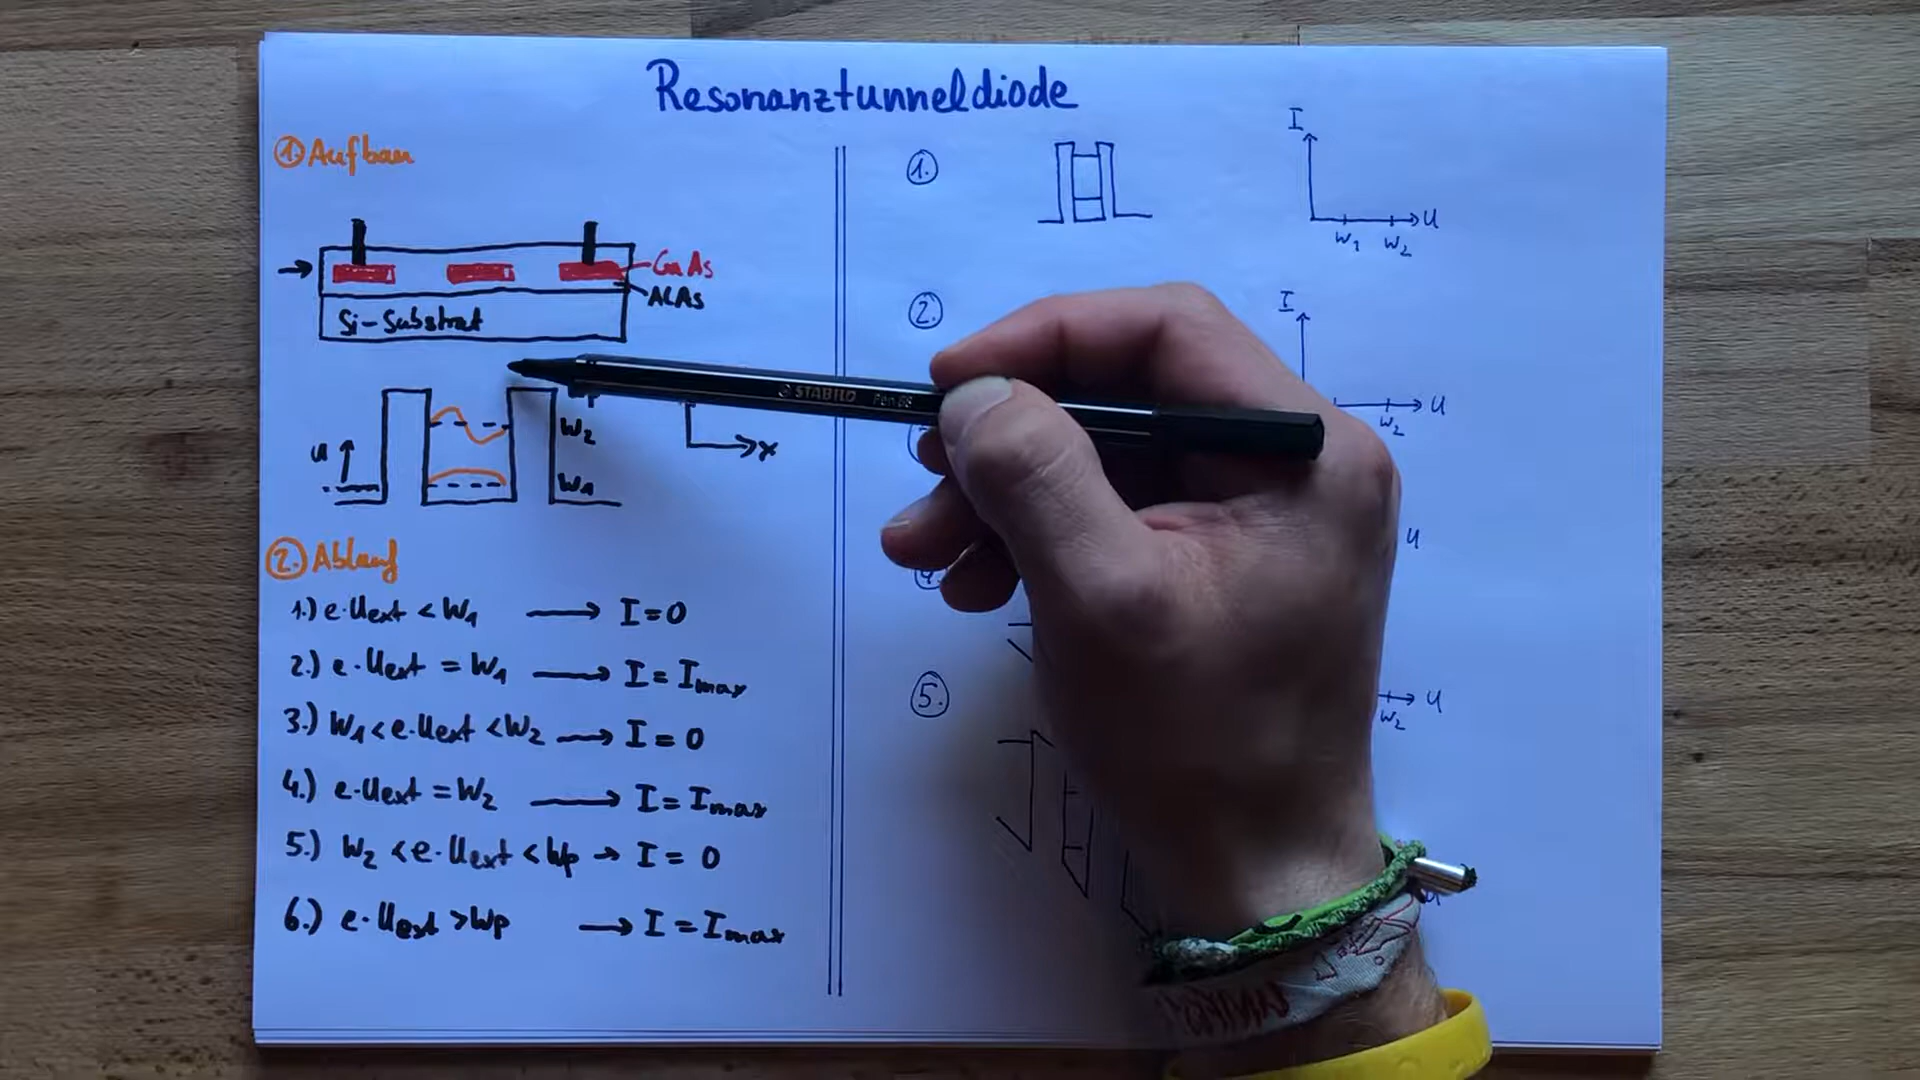 Resonanztunneldiode
① Aufbau
GaAs
AlAs
Si-Substrat
W₂
W₁
U
x
② Ablauf
1.) e·Uext < W₁ → I = 0
2.) e·Uext = W₁ → I = Imax
3.) W₁ < e·Uext < W₂ → I = 0
4.) e·Uext = W₂ → I = Imax
5.) W₂ < e·Uext < Wp → I = 0
6.) e·Uext > Wp → I = Imax
①.
I
U
W₁ W₂
②.
I
U
W₂
STABILO Pen 68
U
⑤.
U
W₂